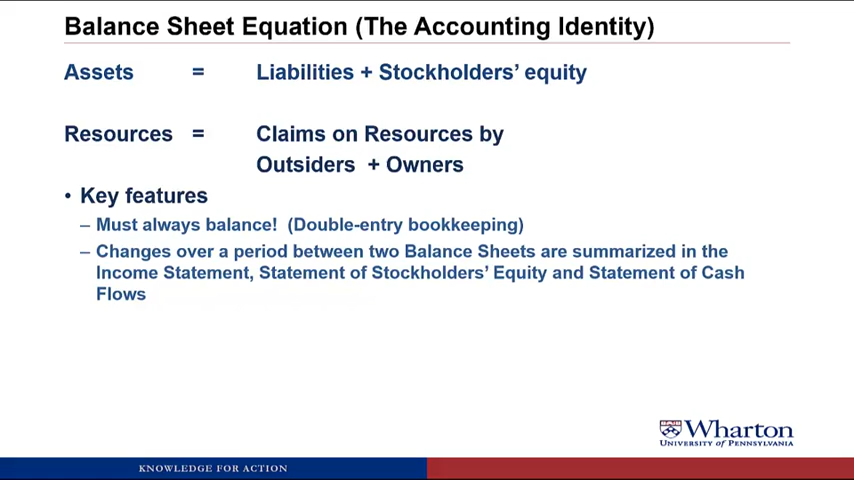 Balance Sheet Equation (The Accounting Identity)
Assets = Liabilities + Stockholders’ equity
Resources = Claims on Resources by
Outsiders + Owners
• Key features
– Must always balance! (Double-entry bookkeeping)
– Changes over a period between two Balance Sheets are summarized in the
Income Statement, Statement of Stockholders’ Equity and Statement of Cash
Flows
Wharton
UNIVERSITY OF PENNSYLVANIA
KNOWLEDGE FOR ACTION